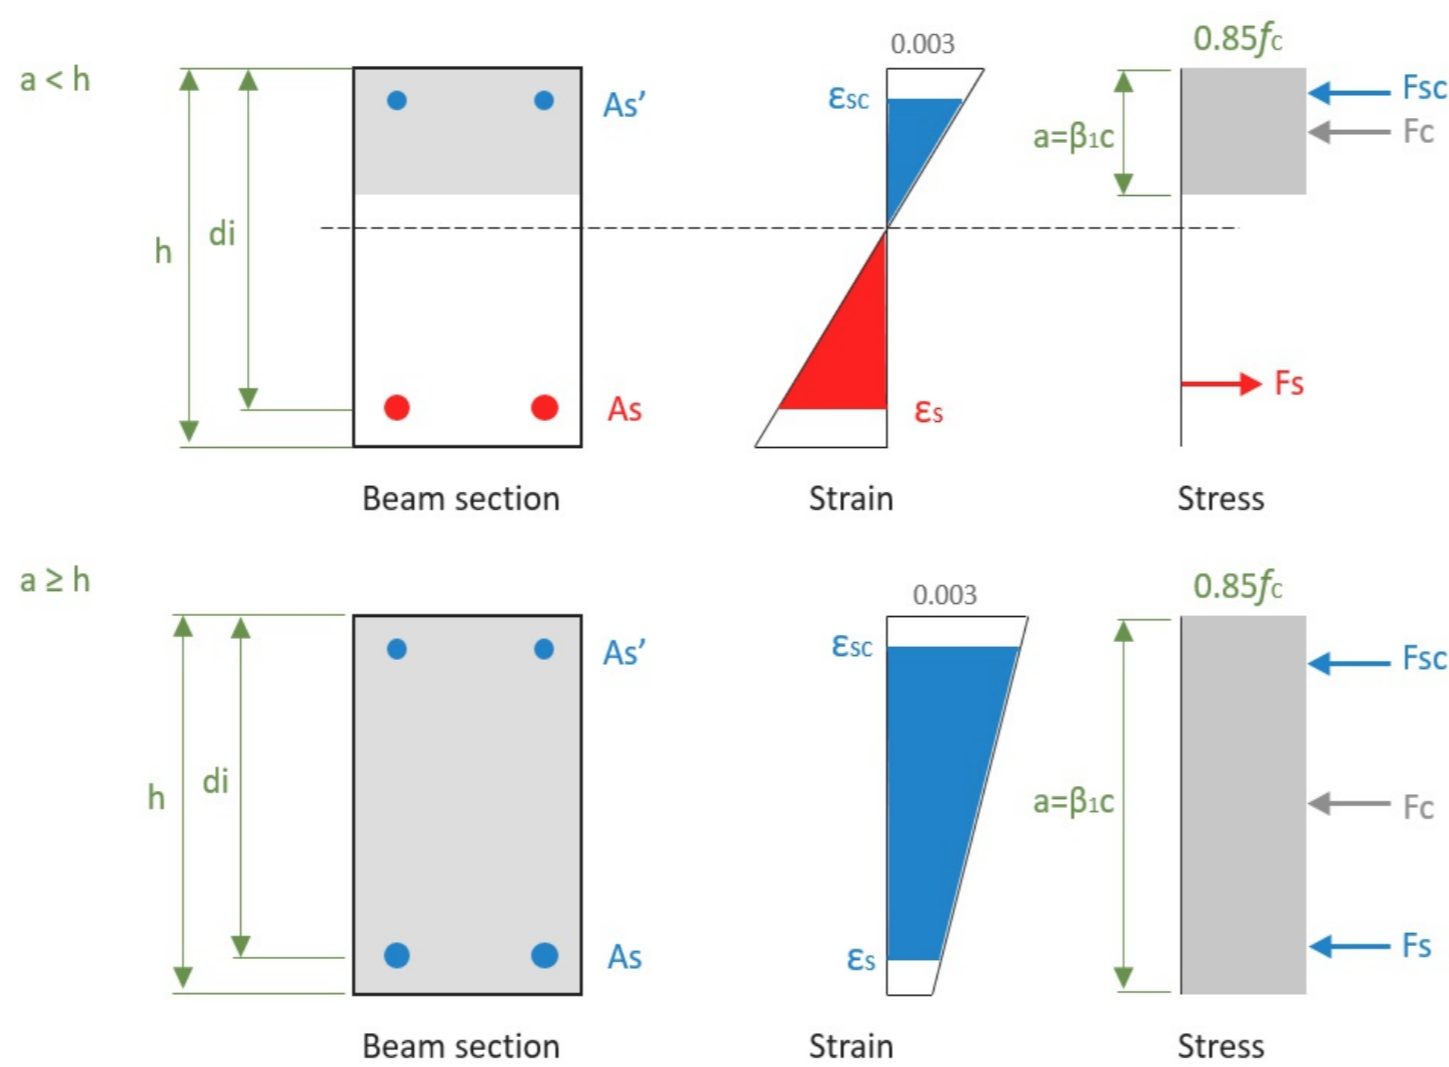 a < h
h
di
As’
As
Beam section
0.003
εsc
εs
Strain
0.85fc
a=β1c
Fsc
Fc
Fs
Stress
a ≥ h
h
di
As’
As
Beam section
0.003
εsc
εs
Strain
0.85fc
a=β1c
Fsc
Fc
Fs
Stress